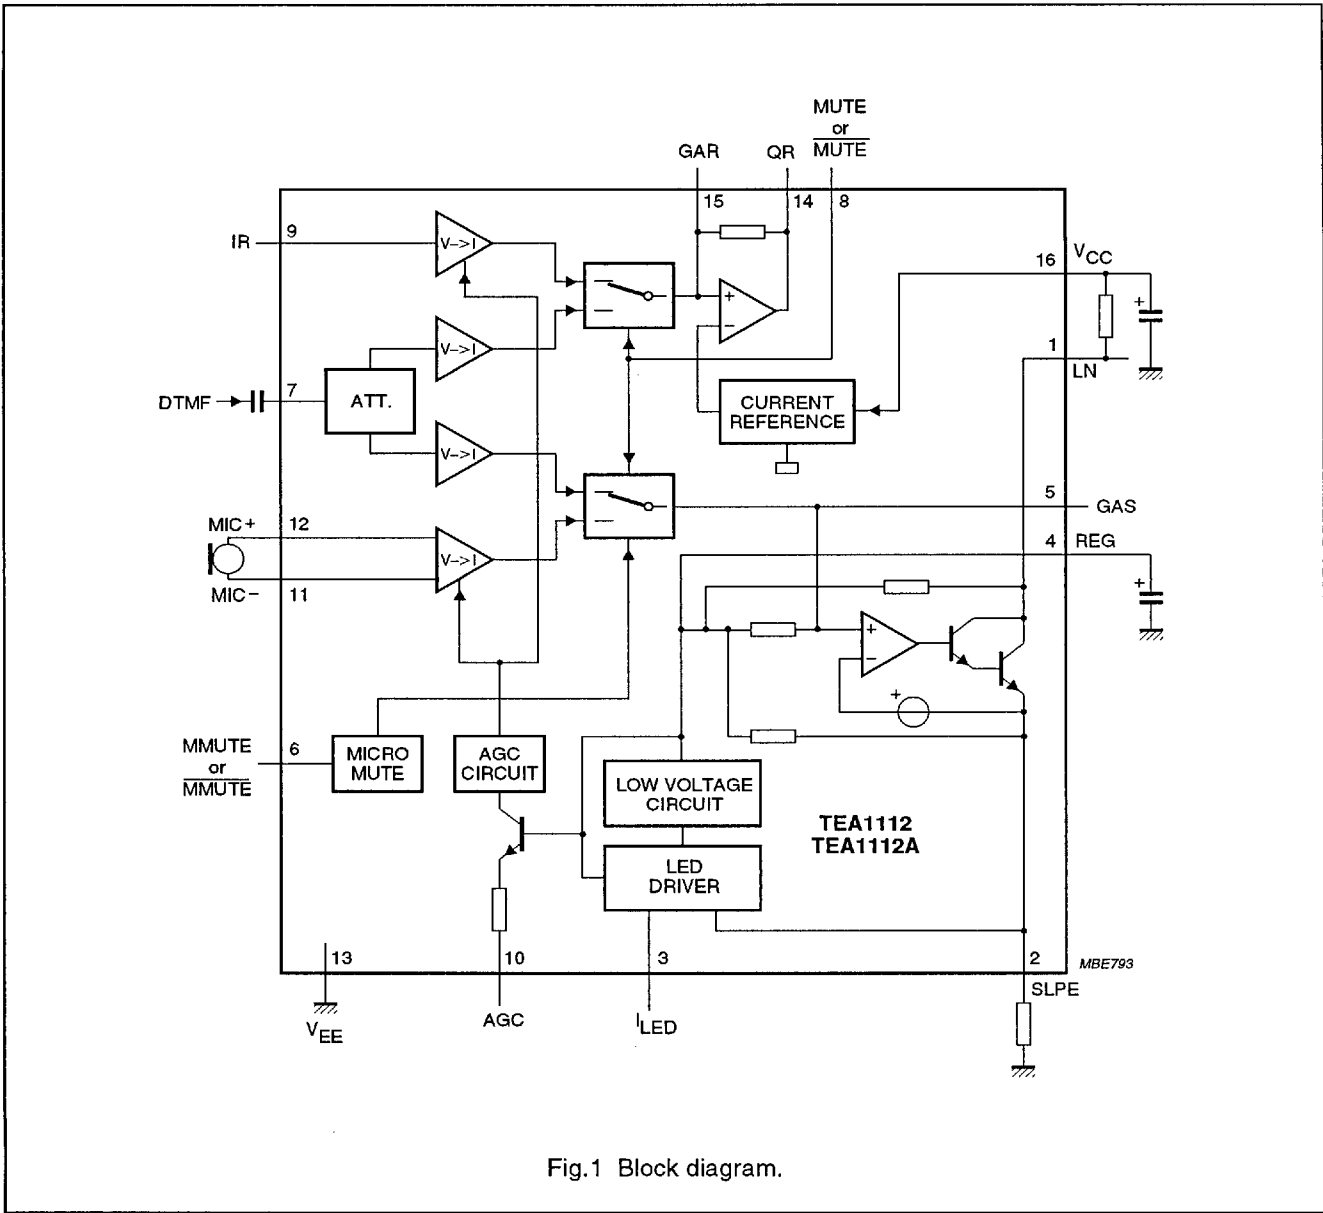 MUTE
or
MUTE
GAR
QR
15
14
8
IR
9
V->I
16
VCC
+
V->I
+
-
1
LN
DTMF
7
ATT.
CURRENT
REFERENCE
V->I
5
GAS
MIC+
12
4
REG
V->I
MIC-
11
+
+
-
+
MMUTE
or
MMUTE
6
MICRO
MUTE
AGC
CIRCUIT
LOW VOLTAGE
CIRCUIT
TEA1112
TEA1112A
LED
DRIVER
13
10
3
2
MBE793
SLPE
VEE
AGC
ILED
Fig.1 Block diagram.